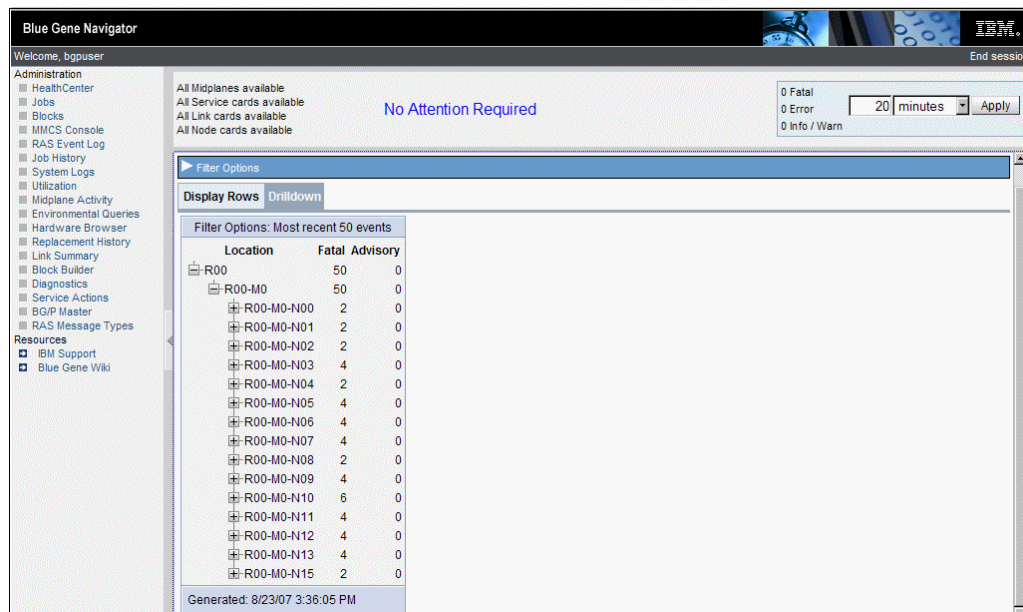 Blue Gene Navigator
IBM.
Welcome, bgpuser
End sessio
Administration
HealthCenter
Jobs
Blocks
MMCS Console
RAS Event Log
Job History
System Logs
Utilization
Midplane Activity
Environmental Queries
Hardware Browser
Replacement History
Link Summary
Block Builder
Diagnostics
Service Actions
BG/P Master
RAS Message Types
Resources
IBM Support
Blue Gene Wiki
All Midplanes available
All Service cards available
All Link cards available
All Node cards available
No Attention Required
0 Fatal
0 Error
0 Info / Warn
20 minutes Apply
Filter Options
Display Rows Drilldown
Filter Options: Most recent 50 events
Location Fatal Advisory
R00 50 0
R00-M0 50 0
R00-M0-N00 2 0
R00-M0-N01 2 0
R00-M0-N02 2 0
R00-M0-N03 4 0
R00-M0-N04 2 0
R00-M0-N05 4 0
R00-M0-N06 4 0
R00-M0-N07 4 0
R00-M0-N08 2 0
R00-M0-N09 4 0
R00-M0-N10 6 0
R00-M0-N11 4 0
R00-M0-N12 4 0
R00-M0-N13 4 0
R00-M0-N15 2 0
Generated: 8/23/07 3:36:05 PM